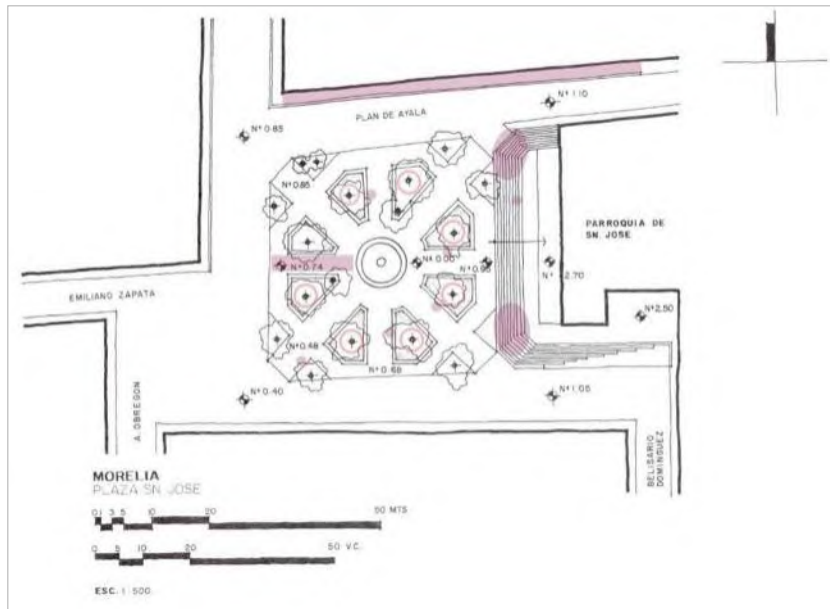 Nº 1.10
PLAN DE AYALA
Nº 0.85
Nº 0.85
PARROQUIA DE
SN. JOSE
Nº 0.74
Nº 0.00
Nº 0.95
Nº 2.70
EMILIANO ZAPATA
Nº 2.50
Nº 0.48
Nº 0.68
Nº 0.40
Nº 1.05
A. OBREGON
BELISARIO
DOMINGUEZ
MORELIA
PLAZA SN. JOSE
0 1 3 5 10 20 50 MTS
0 5 10 20 50 V.C.
ESC. 1:500